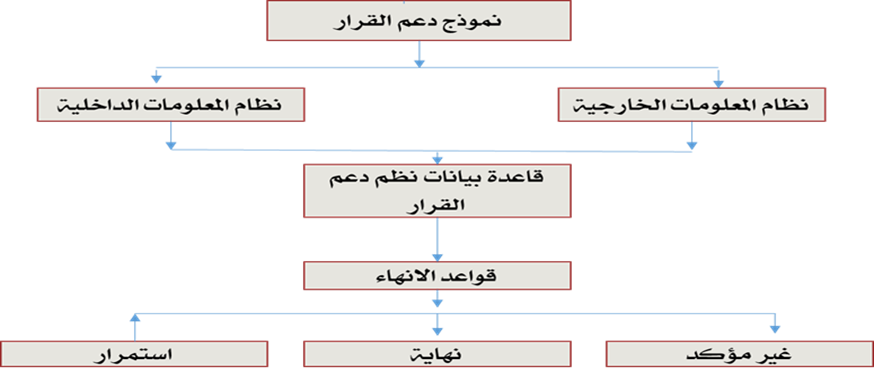 نموذج دعم القرار
نظام المعلومات الخارجية
نظام المعلومات الداخلية
قاعدة بيانات نظم دعم
القرار
قواعد الانهاء
غير مؤكد
نهاية
استمرار